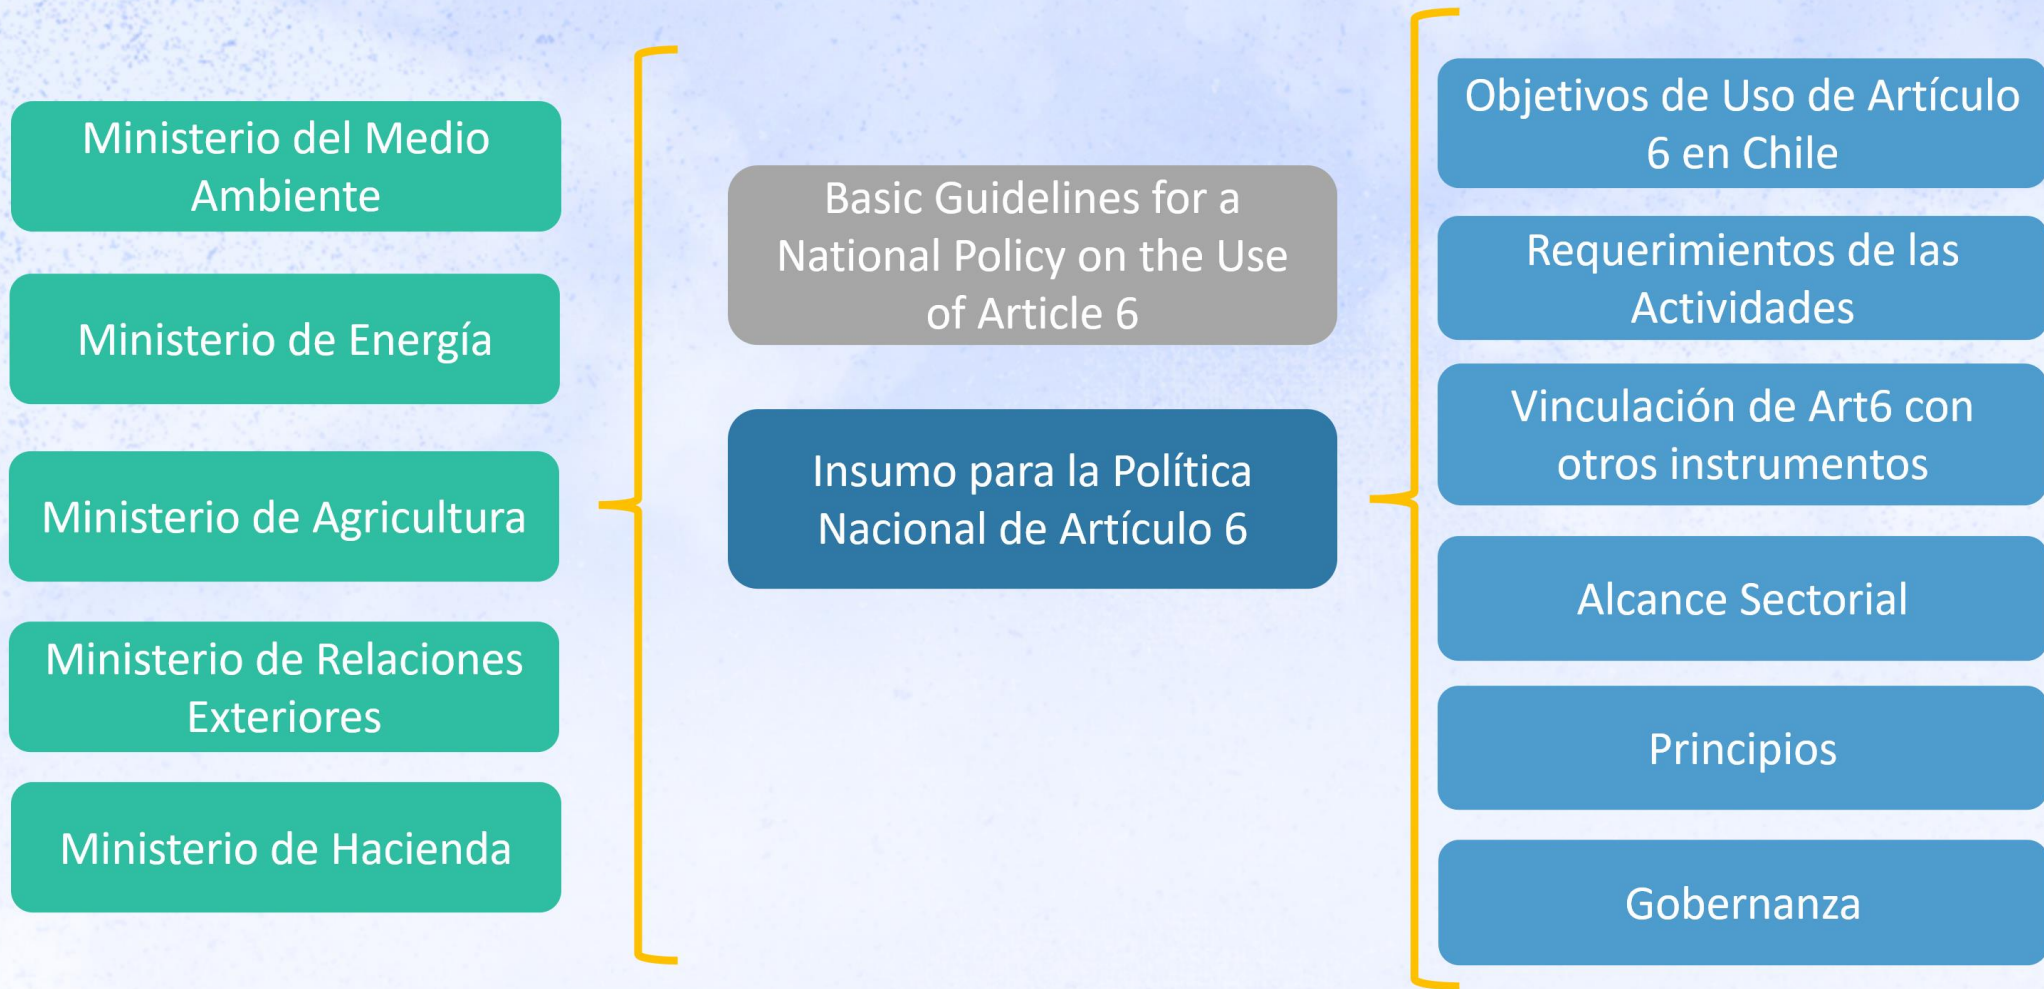 Ministerio del Medio
Ambiente
Ministerio de Energía
Ministerio de Agricultura
Ministerio de Relaciones
Exteriores
Ministerio de Hacienda
Basic Guidelines for a
National Policy on the Use
of Article 6
Insumo para la Política
Nacional de Artículo 6
Objetivos de Uso de Artículo
6 en Chile
Requerimientos de las
Actividades
Vinculación de Art6 con
otros instrumentos
Alcance Sectorial
Principios
Gobernanza